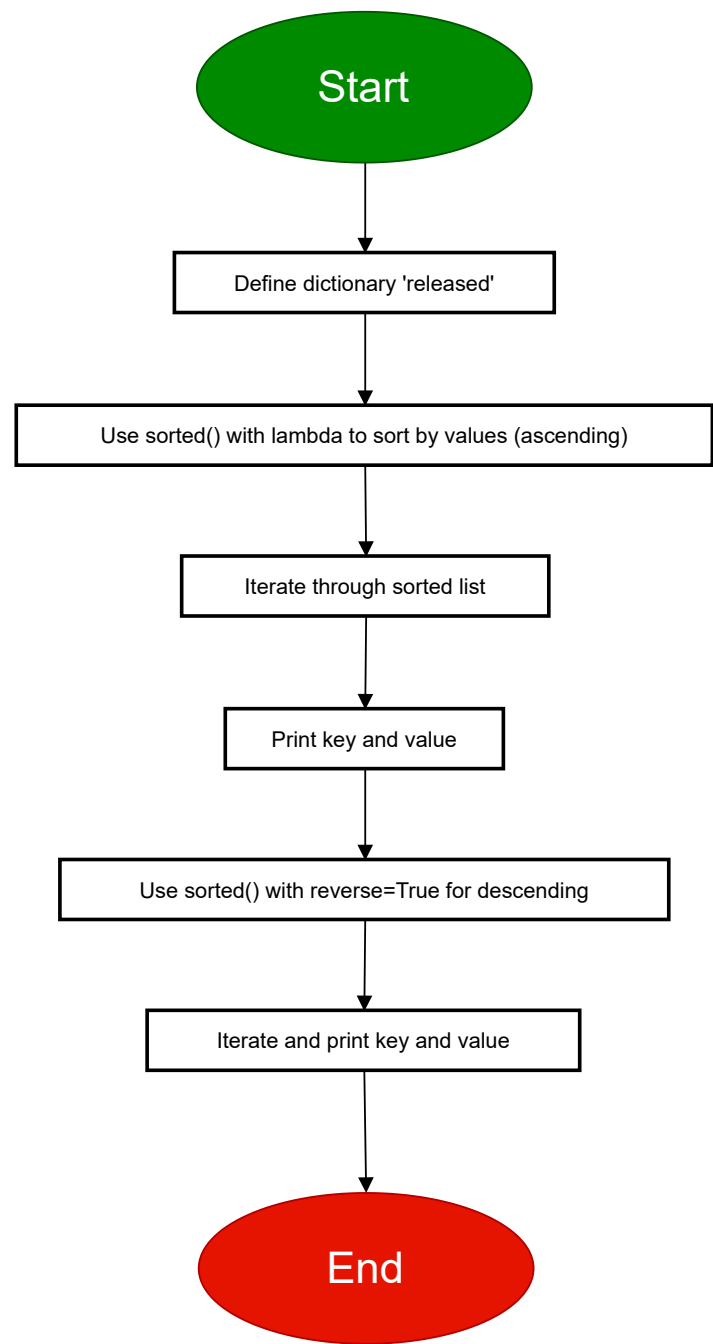 Start
Define dictionary 'released'
Use sorted() with lambda to sort by values (ascending)
Iterate through sorted list
Print key and value
Use sorted() with reverse=True for descending
Iterate and print key and value
End